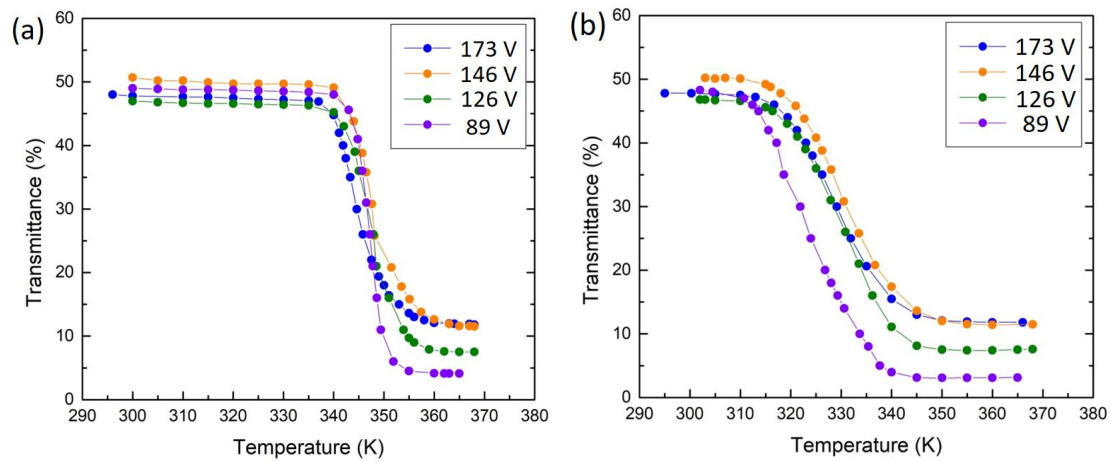 (a)
60
50
40
30
20
10
0
Transmittance (%)
173 V
146 V
126 V
89 V
290 300 310 320 330 340 350 360 370 380
Temperature (K)
(b)
60
50
40
30
20
10
0
Transmittance (%)
173 V
146 V
126 V
89 V
290 300 310 320 330 340 350 360 370 380
Temperature (K)